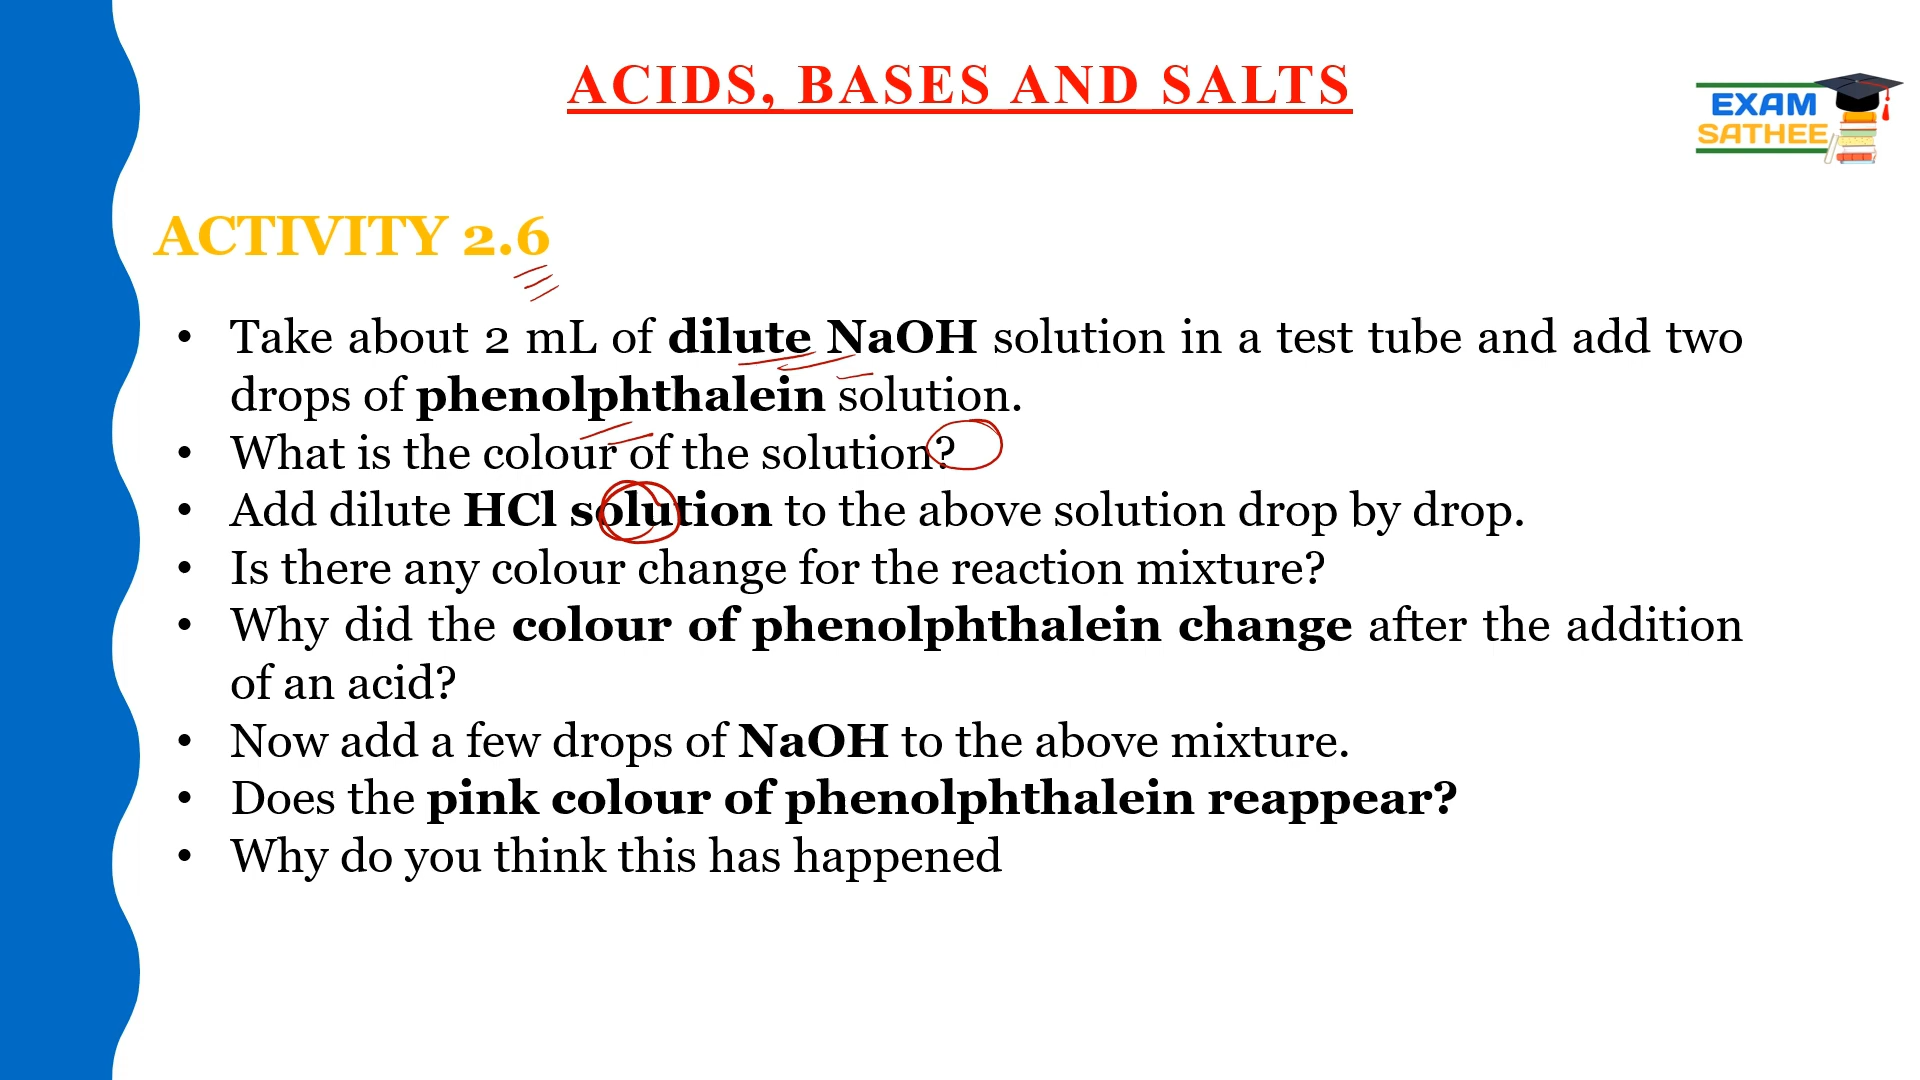 ACIDS, BASES AND SALTS
EXAM
SATHEE
ACTIVITY 2.6
• Take about 2 mL of dilute NaOH solution in a test tube and add two
drops of phenolphthalein solution.
• What is the colour of the solution?
• Add dilute HCl solution to the above solution drop by drop.
• Is there any colour change for the reaction mixture?
• Why did the colour of phenolphthalein change after the addition
of an acid?
• Now add a few drops of NaOH to the above mixture.
• Does the pink colour of phenolphthalein reappear?
• Why do you think this has happened